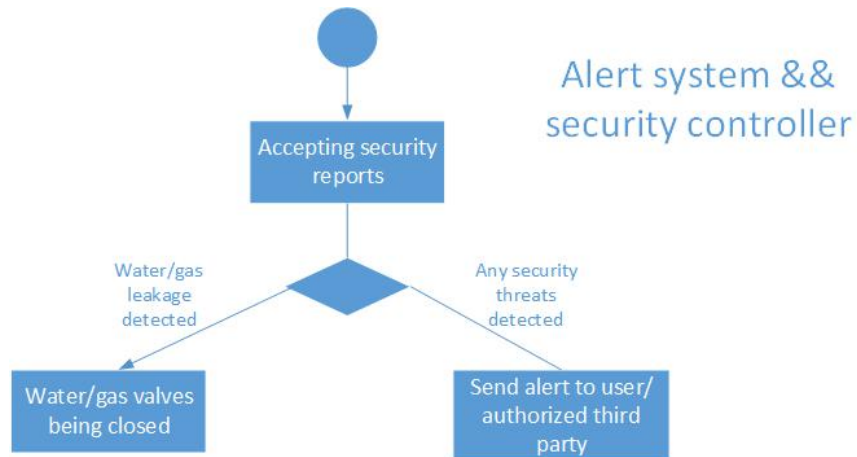 Alert system &&
security controller
Accepting security
reports
Water/gas
leakage
detected
Any security
threats
detected
Water/gas valves
being closed
Send alert to user/
authorized third
party